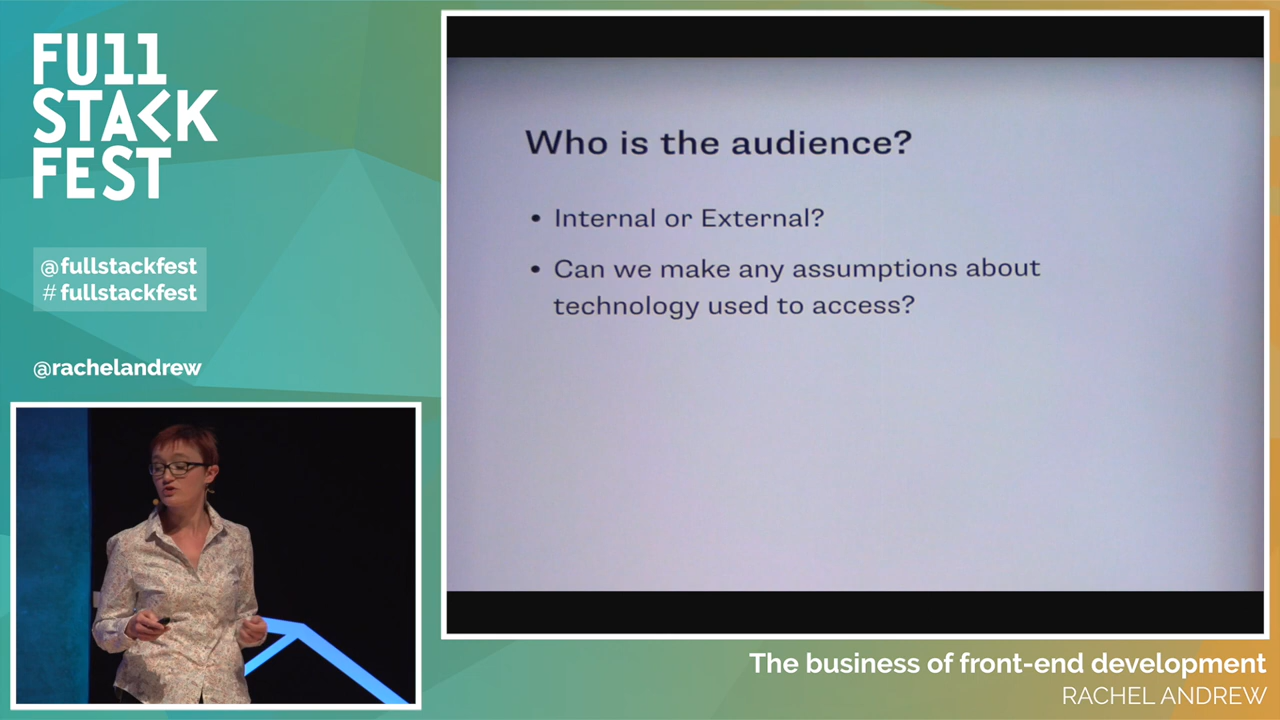 FU11
STACK
FEST
@fullstackfest
# fullstackfest
@rachelandrew
Who is the audience?
• Internal or External?
• Can we make any assumptions about
technology used to access?
The business of front-end development
RACHEL ANDREW